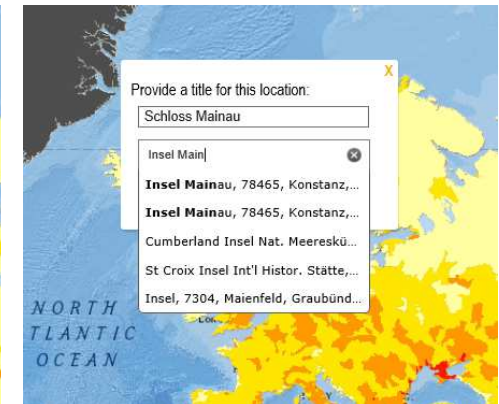 X
Provide a title for this location:
Schloss Mainau
Insel Main
Insel Mainau, 78465, Konstanz,...
Insel Mainau, 78465, Konstanz,...
Cumberland Insel Nat. Meereskü...
St Croix Insel Int'l Histor. Stätte,...
Insel, 7304, Maienfeld, Graubünd...
NORTH
TLANTIC
OCEAN